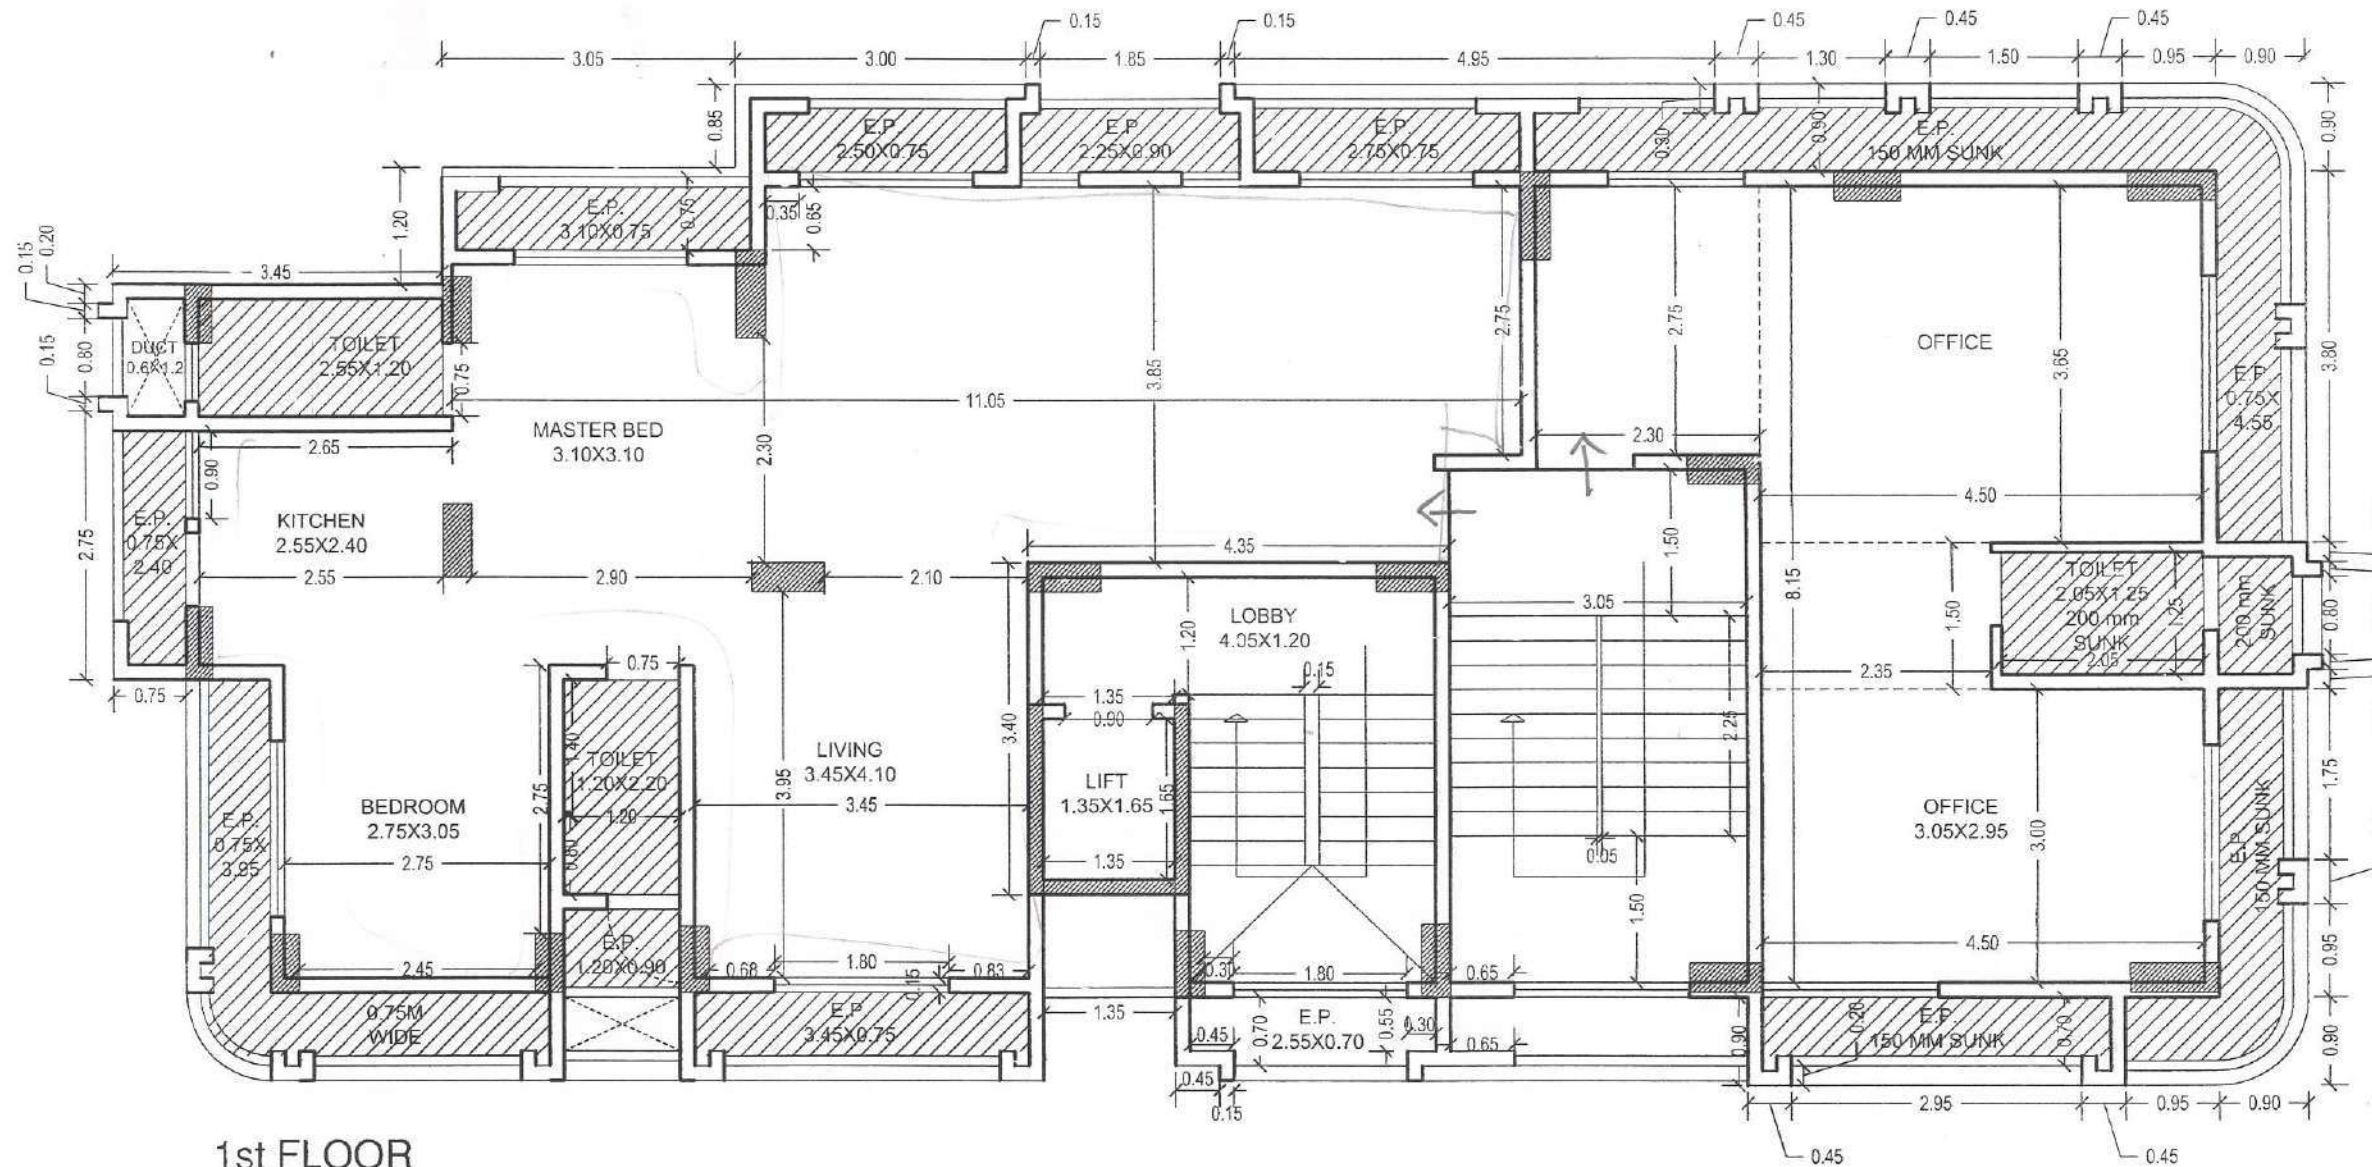 0.15
0.15
0.45
0.45
0.45
3.05
3.00
1.85
4.95
1.30
1.50
0.95
0.90
0.85
E.P.
2.50X0.75
E.P
2.25X0.90
E.P.
2.75X0.75
0.30
0.90
E.P.
150 MM SUNK
0.90
1.20
E.P.
3.10X0.75
0.75
0.35
0.65
0.15
0.20
3.45
DUCT
0.6X1.2
TOILET
2.55X1.20
0.15
0.80
0.75
2.75
2.75
3.85
3.65
3.80
OFFICE
E.P
0.75X
4.55
11.05
MASTER BED
3.10X3.10
2.30
2.30
2.65
0.90
4.50
KITCHEN
2.55X2.40
E.P.
0.75X
2.40
2.75
1.50
4.35
2.55
2.90
2.10
LOBBY
4.05X1.20
1.20
3.05
8.15
1.50
TOILET
2.05X1.25
200 mm
SUNK
1.25
2.05
200 mm
SUNK
0.80
2.35
0.75
0.75
0.15
1.35
0.90
3.40
2.25
2.75
TOILET
1.20X2.20
1.20
LIVING
3.45X4.10
3.45
3.95
LIFT
1.35X1.65
1.65
1.35
BEDROOM
2.75X3.05
2.75
E.P.
0.75X
3.95
OFFICE
3.05X2.95
3.00
1.75
E.P
150 MM SUNK
0.05
1.50
4.50
0.95
E.P.
1.20X0.90
2.45
0.68
1.80
0.83
0.15
0.30
1.80
0.65
0.75M
WIDE
E.P
3.45X0.75
1.35
0.45
0.70
E.P.
2.55X0.70
0.55
0.30
0.65
0.90
0.20
E.P
150 MM SUNK
0.70
0.90
0.45
0.15
2.95
0.95
0.90
0.45
0.45
1st FLOOR